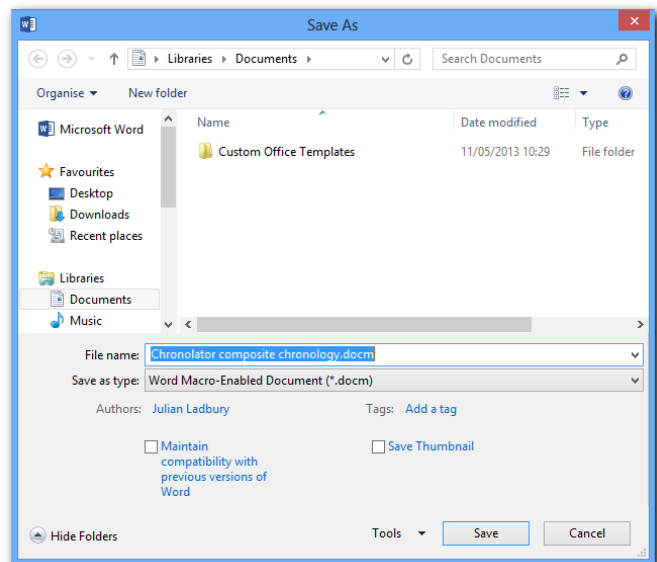 Save As
Libraries Documents Search Documents
Organise New folder
Microsoft Word Name Date modified Type
Custom Office Templates 11/05/2013 10:29 File folder
Favourites
Desktop
Downloads
Recent places
Libraries
Documents
Music
File name: Chronolator composite chronology.docm
Save as type: Word Macro-Enabled Document (*.docm)
Authors: Julian Ladbury Tags: Add a tag
Maintain
compatibility with
previous versions of
Word
Save Thumbnail
Hide Folders Tools Save Cancel